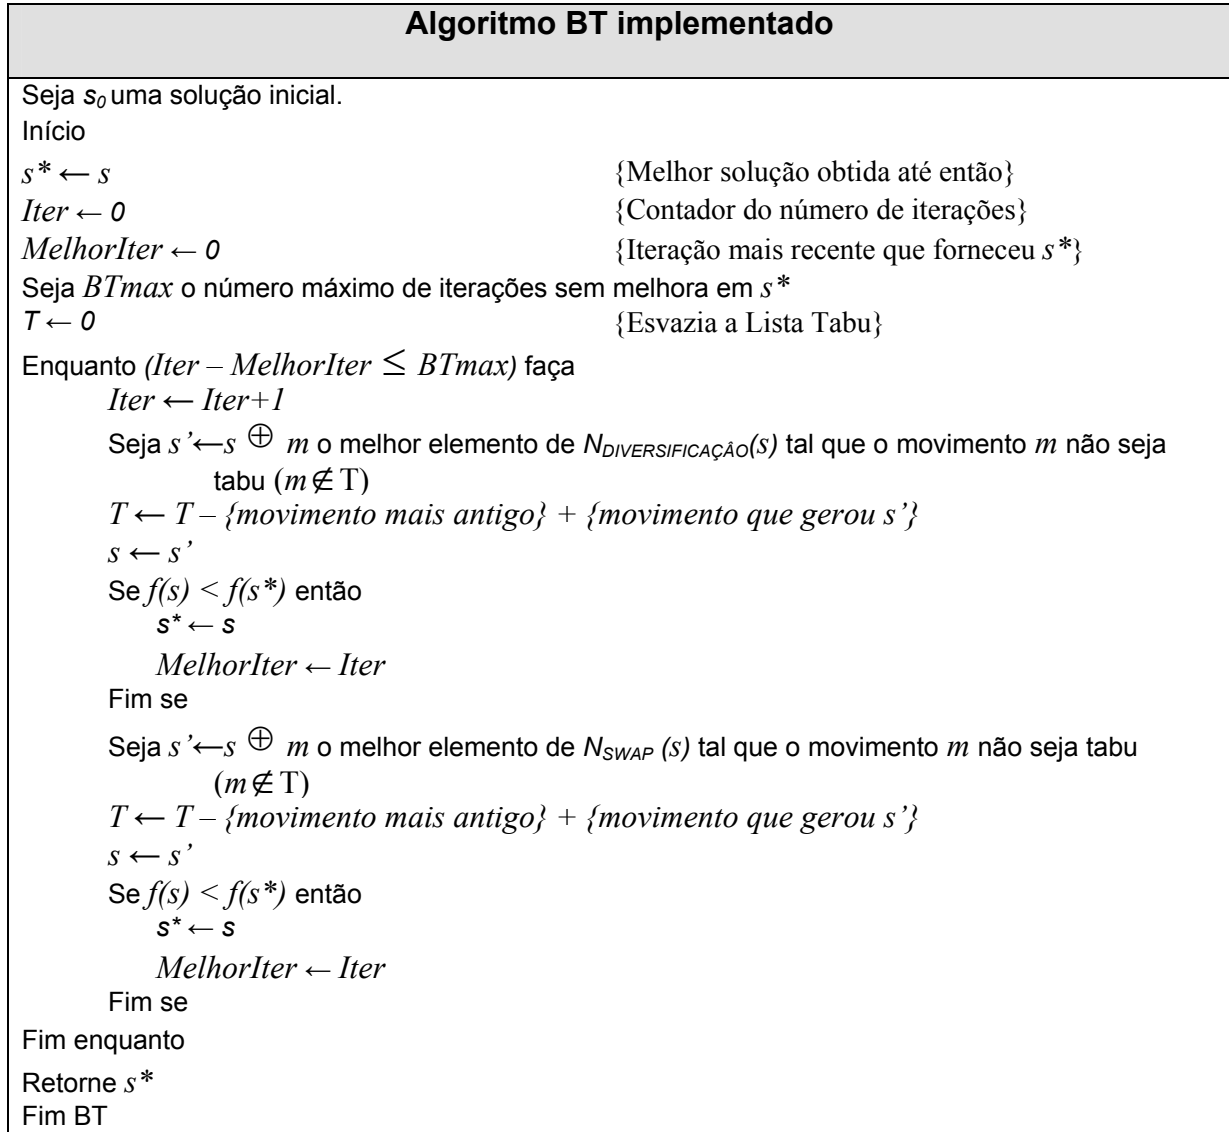 Algoritmo BT implementado
Seja s₀ uma solução inicial.
Início
s* ← s {Melhor solução obtida até então}
Iter ← 0 {Contador do número de iterações}
MelhorIter ← 0 {Iteração mais recente que forneceu s*}
Seja BTmax o número máximo de iterações sem melhora em s*
T ← 0 {Esvazia a Lista Tabu}
Enquanto (Iter – MelhorIter ≤ BTmax) faça
Iter ← Iter+1
Seja s’←s ⊕ m o melhor elemento de N_DIVERSIFICAÇÂO(s) tal que o movimento m não seja
tabu (m ∉ T)
T ← T – {movimento mais antigo} + {movimento que gerou s’}
s ← s’
Se f(s) < f(s*) então
s* ← s
MelhorIter ← Iter
Fim se
Seja s’←s ⊕ m o melhor elemento de N_SWAP (s) tal que o movimento m não seja tabu
(m ∉ T)
T ← T – {movimento mais antigo} + {movimento que gerou s’}
s ← s’
Se f(s) < f(s*) então
s* ← s
MelhorIter ← Iter
Fim se
Fim enquanto
Retorne s*
Fim BT